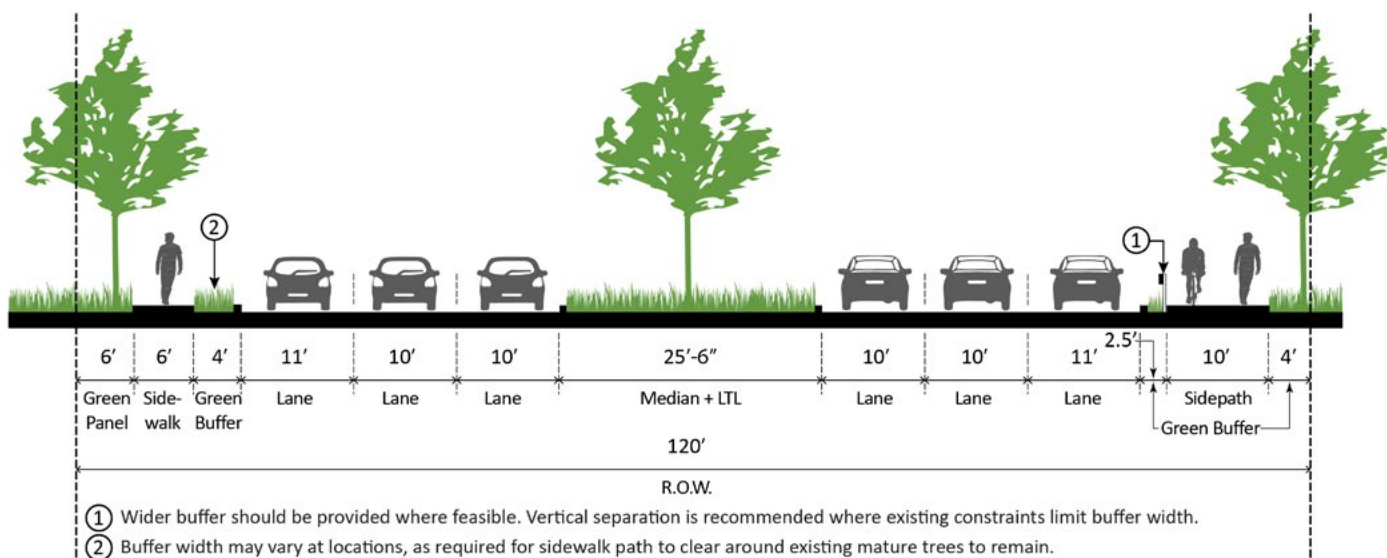 ②
①
2.5′
6′ 6′ 4′ 11′ 10′ 10′ 25′-6″ 10′ 10′ 11′ 10′ 4′
Green Side- Green Lane Lane Lane Median + LTL Lane Lane Lane Sidepath
Panel walk Buffer Green Buffer
120′
R.O.W.
① Wider buffer should be provided where feasible. Vertical separation is recommended where existing constraints limit buffer width.
② Buffer width may vary at locations, as required for sidewalk path to clear around existing mature trees to remain.